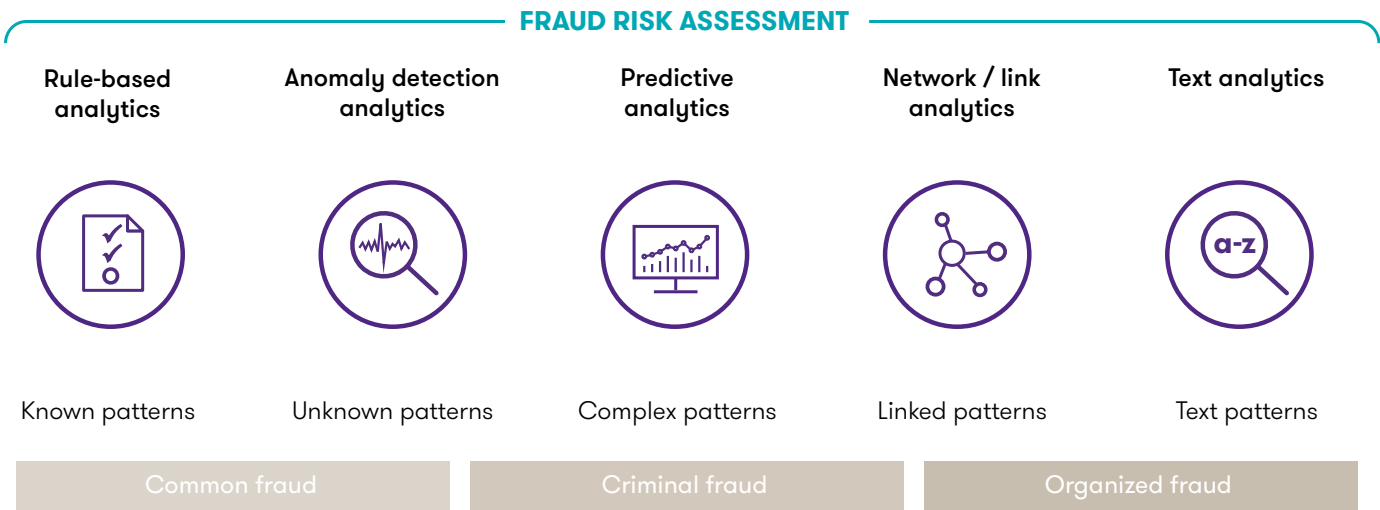 FRAUD RISK ASSESSMENT
Rule-based
analytics
Anomaly detection
analytics
Predictive
analytics
Network / link
analytics
Text analytics
a-z
Known patterns
Unknown patterns
Complex patterns
Linked patterns
Text patterns
Common fraud
Criminal fraud
Organized fraud